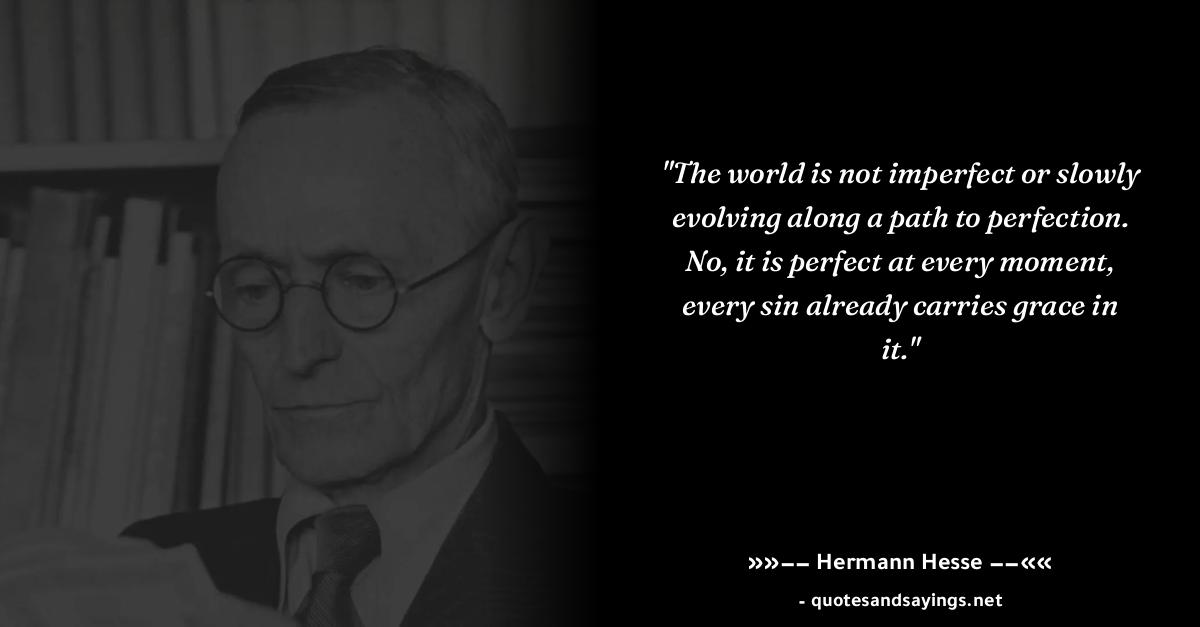 "The world is not imperfect or slowly
evolving along a path to perfection.
No, it is perfect at every moment,
every sin already carries grace in
it."
»»–– Hermann Hesse ––««
- quotesandsayings.net